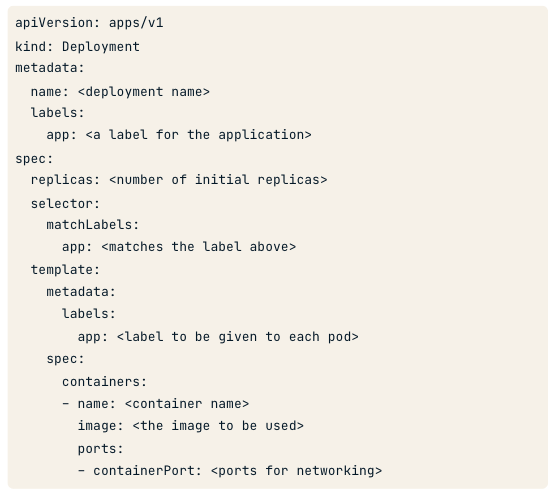 apiVersion: apps/v1
kind: Deployment
metadata:
  name: <deployment name>
  labels:
    app: <a label for the application>
spec:
  replicas: <number of initial replicas>
  selector:
    matchLabels:
      app: <matches the label above>
  template:
    metadata:
      labels:
        app: <label to be given to each pod>
    spec:
      containers:
      - name: <container name>
        image: <the image to be used>
        ports:
        - containerPort: <ports for networking>